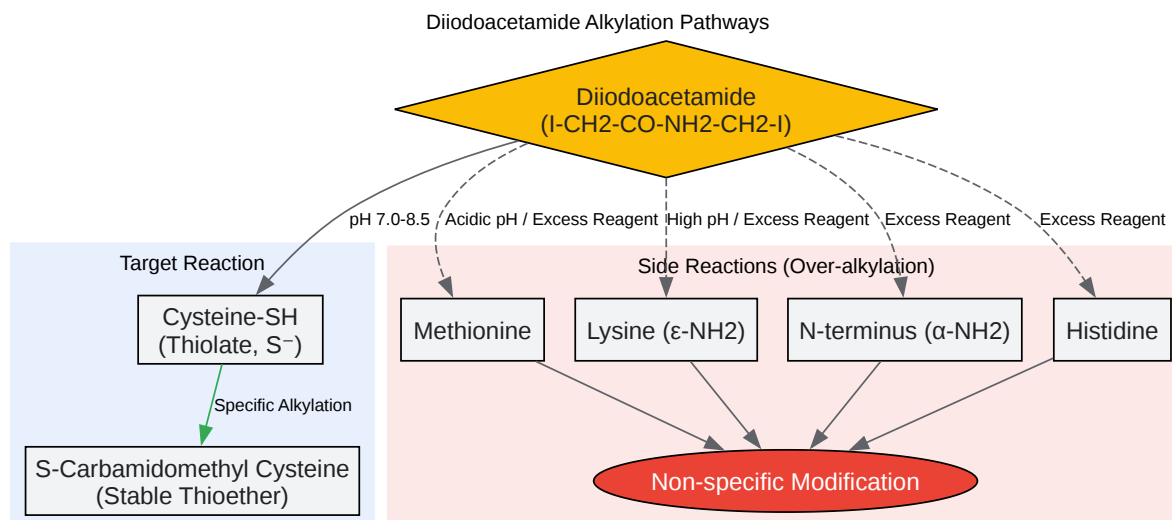 Diiodoacetamide Alkylation Pathways
Diiodoacetamide
(I-CH2-CO-NH2-CH2-I)
pH 7.0-8.5
Acidic pH / Excess Reagent
High pH / Excess Reagent
Excess Reagent
Excess Reagent
Target Reaction
Side Reactions (Over-alkylation)
Cysteine-SH
(Thiolate, S⁻)
Methionine
Lysine (ε-NH2)
N-terminus (α-NH2)
Histidine
Specific Alkylation
S-Carbamidomethyl Cysteine
(Stable Thioether)
Non-specific Modification